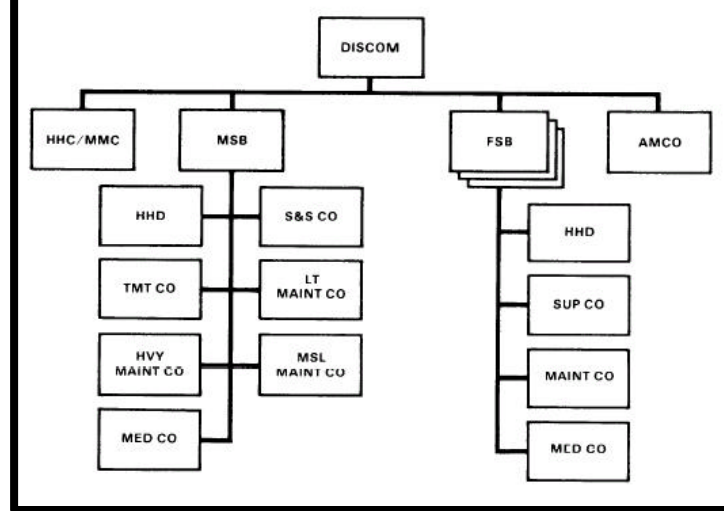 DISCOM
HHC/MMC
MSB
FSB
AMCO
HHD
S&S CO
HHD
TMT CO
LT
MAINT CO
SUP CO
HVY
MAINT CO
MSL
MAINT CO
MAINT CO
MED CO
MED CO